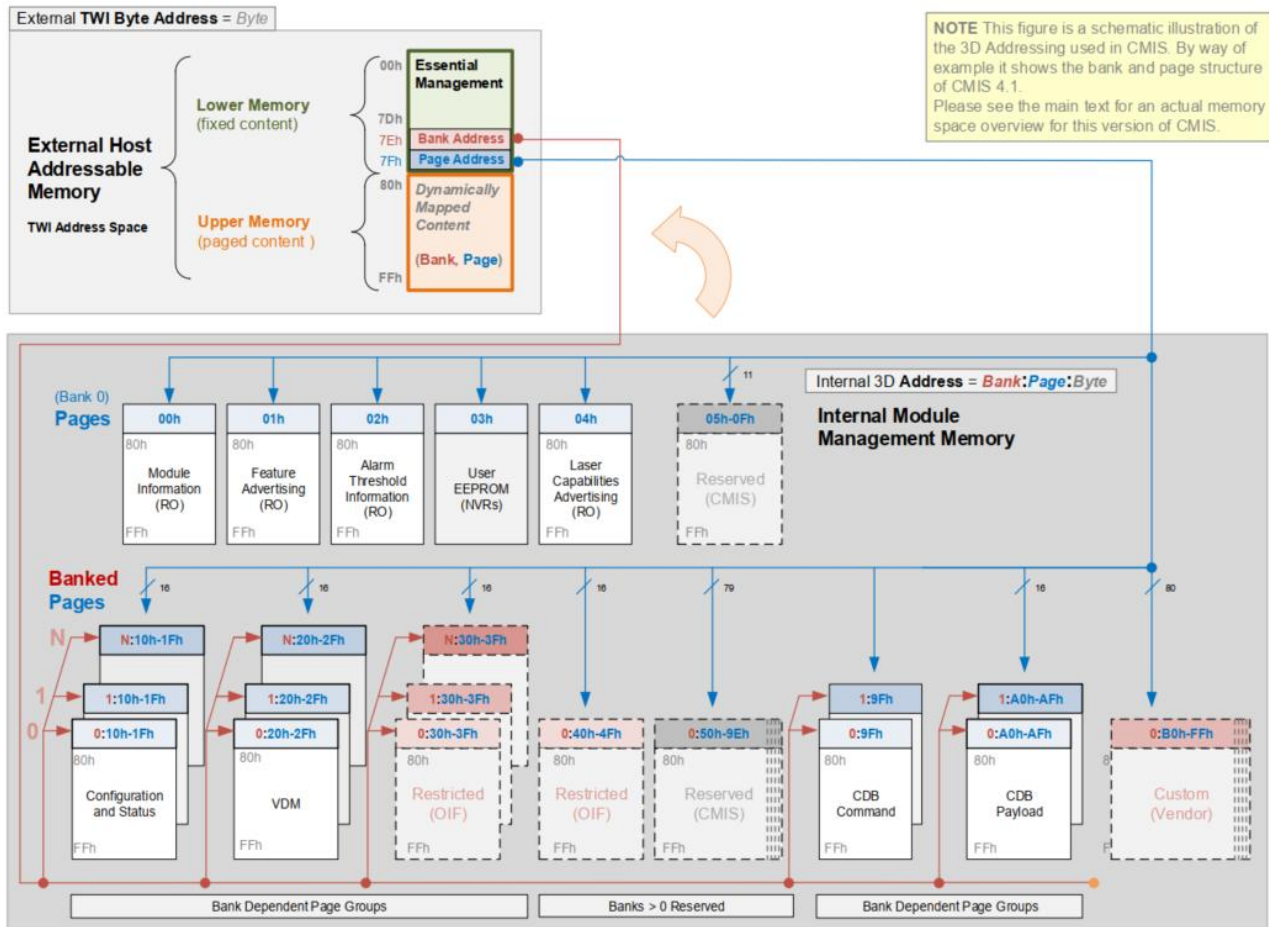 External TWI Byte Address = Byte
NOTE This figure is a schematic illustration of
the 3D Addressing used in CMIS. By way of
example it shows the bank and page structure
of CMIS 4.1.
Please see the main text for an actual memory
space overview for this version of CMIS.
External Host
Addressable
Memory
TWI Address Space
Lower Memory
(fixed content)
Upper Memory
(paged content )
00h
7Dh
7Eh
7Fh
80h
FFh
Essential
Management
Bank Address
Page Address
Dynamically
Mapped
Content
(Bank, Page)
Internal 3D Address = Bank:Page:Byte
Internal Module
Management Memory
(Bank 0)
Pages
00h
80h
Module
Information
(RO)
FFh
01h
80h
Feature
Advertising
(RO)
FFh
02h
80h
Alarm
Threshold
Information
(RO)
FFh
03h
User
EEPROM
(NVRs)
04h
80h
Laser
Capabilities
Advertising
(RO)
FFh
11
05h-0Fh
80h
Reserved
(CMIS)
FFh
Banked
Pages
N
1
0
16
N:10h-1Fh
1:10h-1Fh
0:10h-1Fh
80h
Configuration
and Status
FFh
16
N:20h-2Fh
1:20h-2Fh
0:20h-2Fh
80h
VDM
FFh
16
N:30h-3Fh
1:30h-3Fh
0:30h-3Fh
80h
Restricted
(OIF)
FFh
16
0:40h-4Fh
80h
Restricted
(OIF)
FFh
79
0:50h-9Eh
80h
Reserved
(CMIS)
FFh
1:9Fh
0:9Fh
80h
CDB
Command
FFh
16
1:A0h-AFh
0:A0h-AFh
80h
CDB
Payload
FFh
80
0:B0h-FFh
Custom
(Vendor)
Bank Dependent Page Groups
Banks > 0 Reserved
Bank Dependent Page Groups